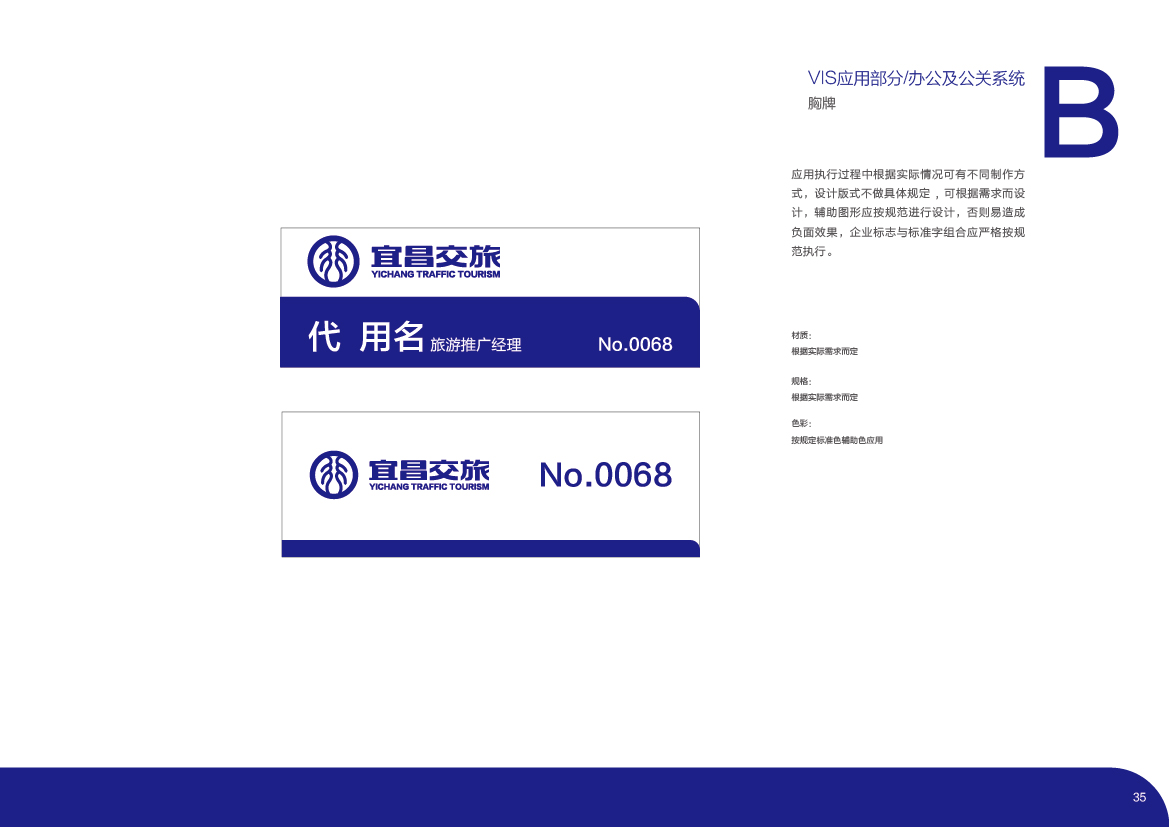 VIS应用部分/办公及公关系统
胸牌
B
应用执行过程中根据实际情况可有不同制作方
式，设计版式不做具体规定，可根据需求而设
计，辅助图形应按规范进行设计，否则易造成
负面效果，企业标志与标准字组合应严格按规
范执行。
宜昌交旅
YICHANG TRAFFIC TOURISM
代 用名 旅游推广经理 No.0068
材质：
根据实际需求而定
规格：
根据实际需求而定
色彩：
按规定标准色辅助色应用
宜昌交旅
YICHANG TRAFFIC TOURISM
No.0068
35